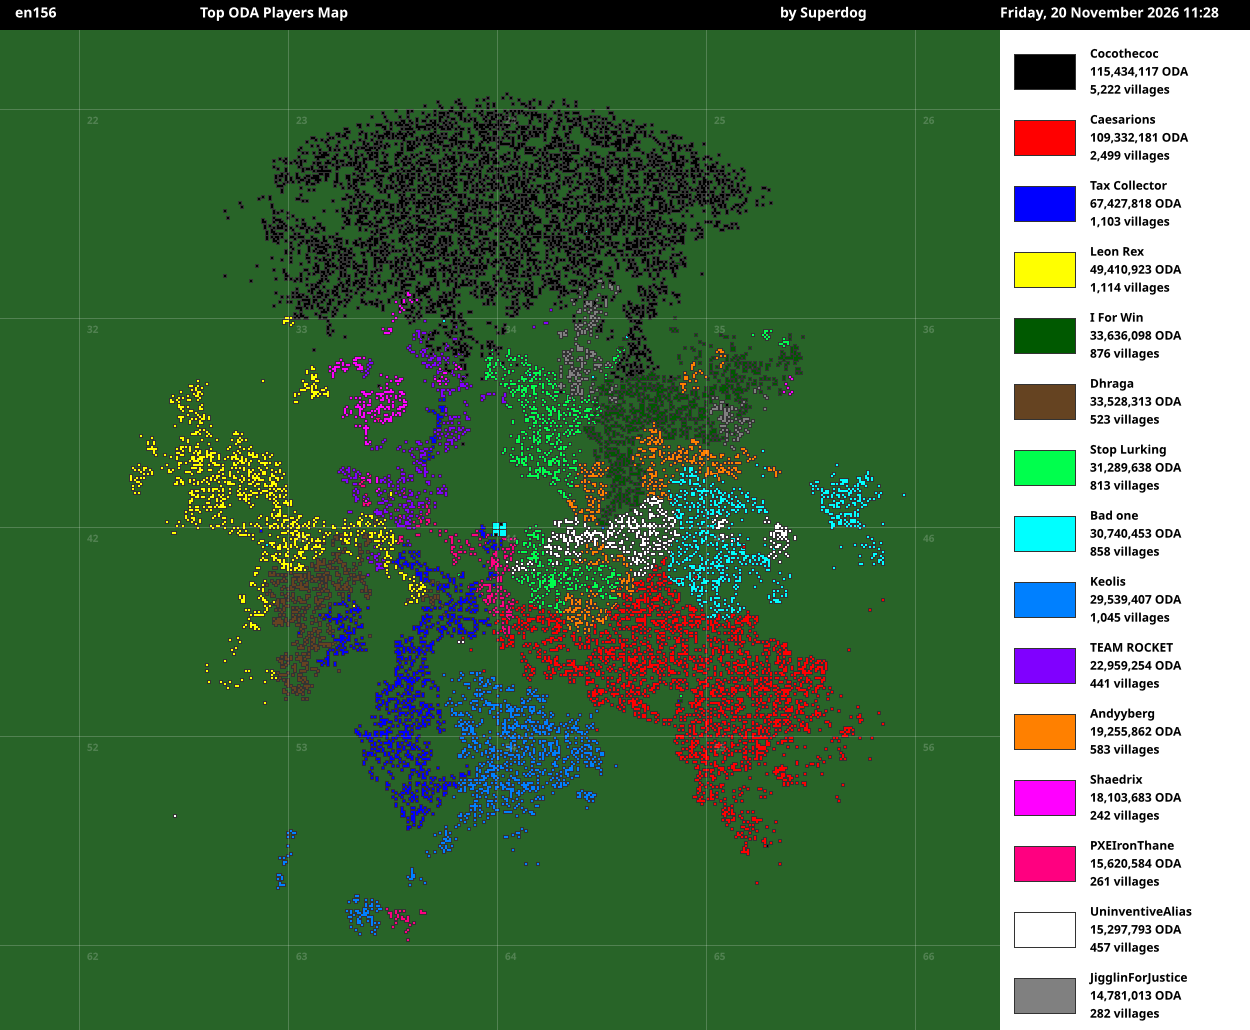 en156 Top ODA Players Map by Superdog Friday, 20 November 2026 11:28
Cocothecoc
115,434,117 ODA
5,222 villages
Caesarions
109,332,181 ODA
2,499 villages
Tax Collector
67,427,818 ODA
1,103 villages
Leon Rex
49,410,923 ODA
1,114 villages
I For Win
33,636,098 ODA
876 villages
Dhraga
33,528,313 ODA
523 villages
Stop Lurking
31,289,638 ODA
813 villages
Bad one
30,740,453 ODA
858 villages
Keolis
29,539,407 ODA
1,045 villages
TEAM ROCKET
22,959,254 ODA
441 villages
Andyyberg
19,255,862 ODA
583 villages
Shaedrix
18,103,683 ODA
242 villages
PXEIronThane
15,620,584 ODA
261 villages
UninventiveAlias
15,297,793 ODA
457 villages
JigglinForJustice
14,781,013 ODA
282 villages
22 23 25 26
32 33 34 35 36
42 46
52 53 56
62 63 64 65 66